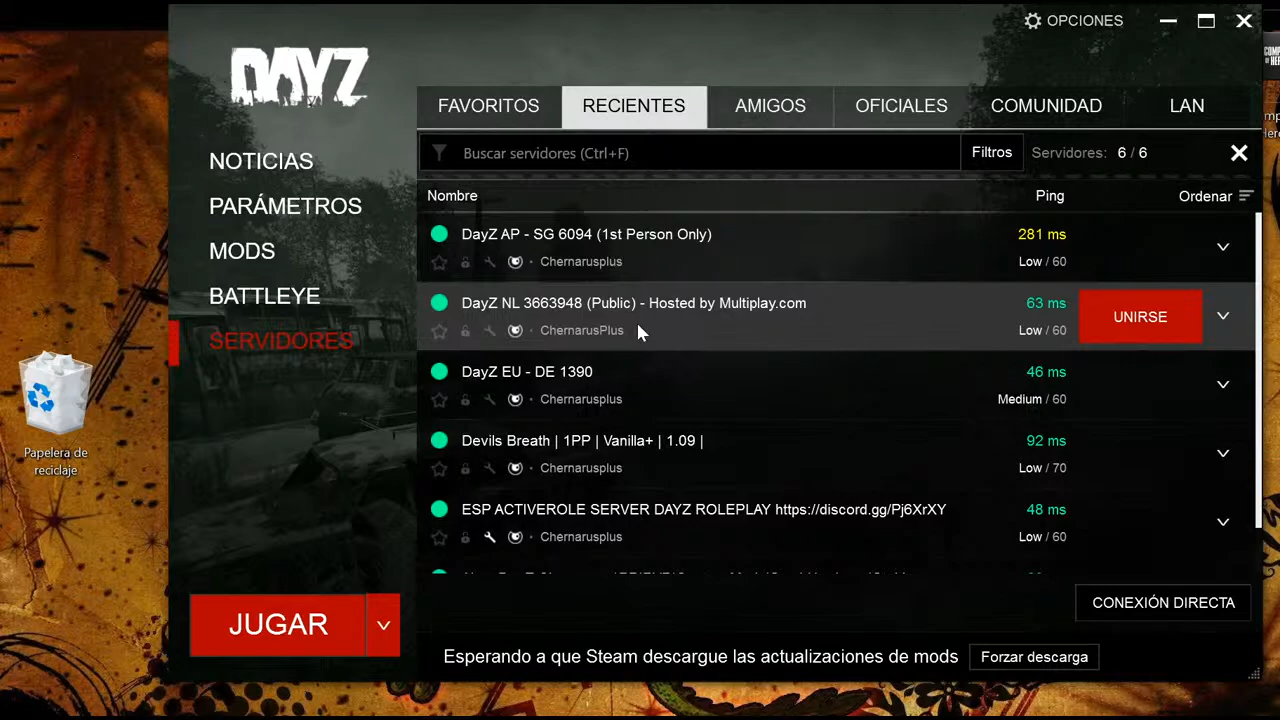 OPCIONES
DAYZ
FAVORITOS
RECIENTES
AMIGOS
OFICIALES
COMUNIDAD
LAN
NOTICIAS
PARÁMETROS
MODS
BATTLEYE
SERVIDORES
Buscar servidores (Ctrl+F)
Filtros
Servidores: 6 / 6
Nombre
Ping
Ordenar
DayZ AP - SG 6094 (1st Person Only)
281 ms
Chernarusplus
Low / 60
DayZ NL 3663948 (Public) - Hosted by Multiplay.com
63 ms
ChernarusPlus
Low / 60
UNIRSE
DayZ EU - DE 1390
46 ms
Chernarusplus
Medium / 60
Devils Breath | 1PP | Vanilla+ | 1.09 |
92 ms
Chernarusplus
Low / 70
ESP ACTIVEROLE SERVER DAYZ ROLEPLAY https://discord.gg/Pj6XrXY
48 ms
Chernarusplus
Low / 60
CONEXIÓN DIRECTA
JUGAR
Esperando a que Steam descargue las actualizaciones de mods
Forzar descarga
Papelera de
reciclaje